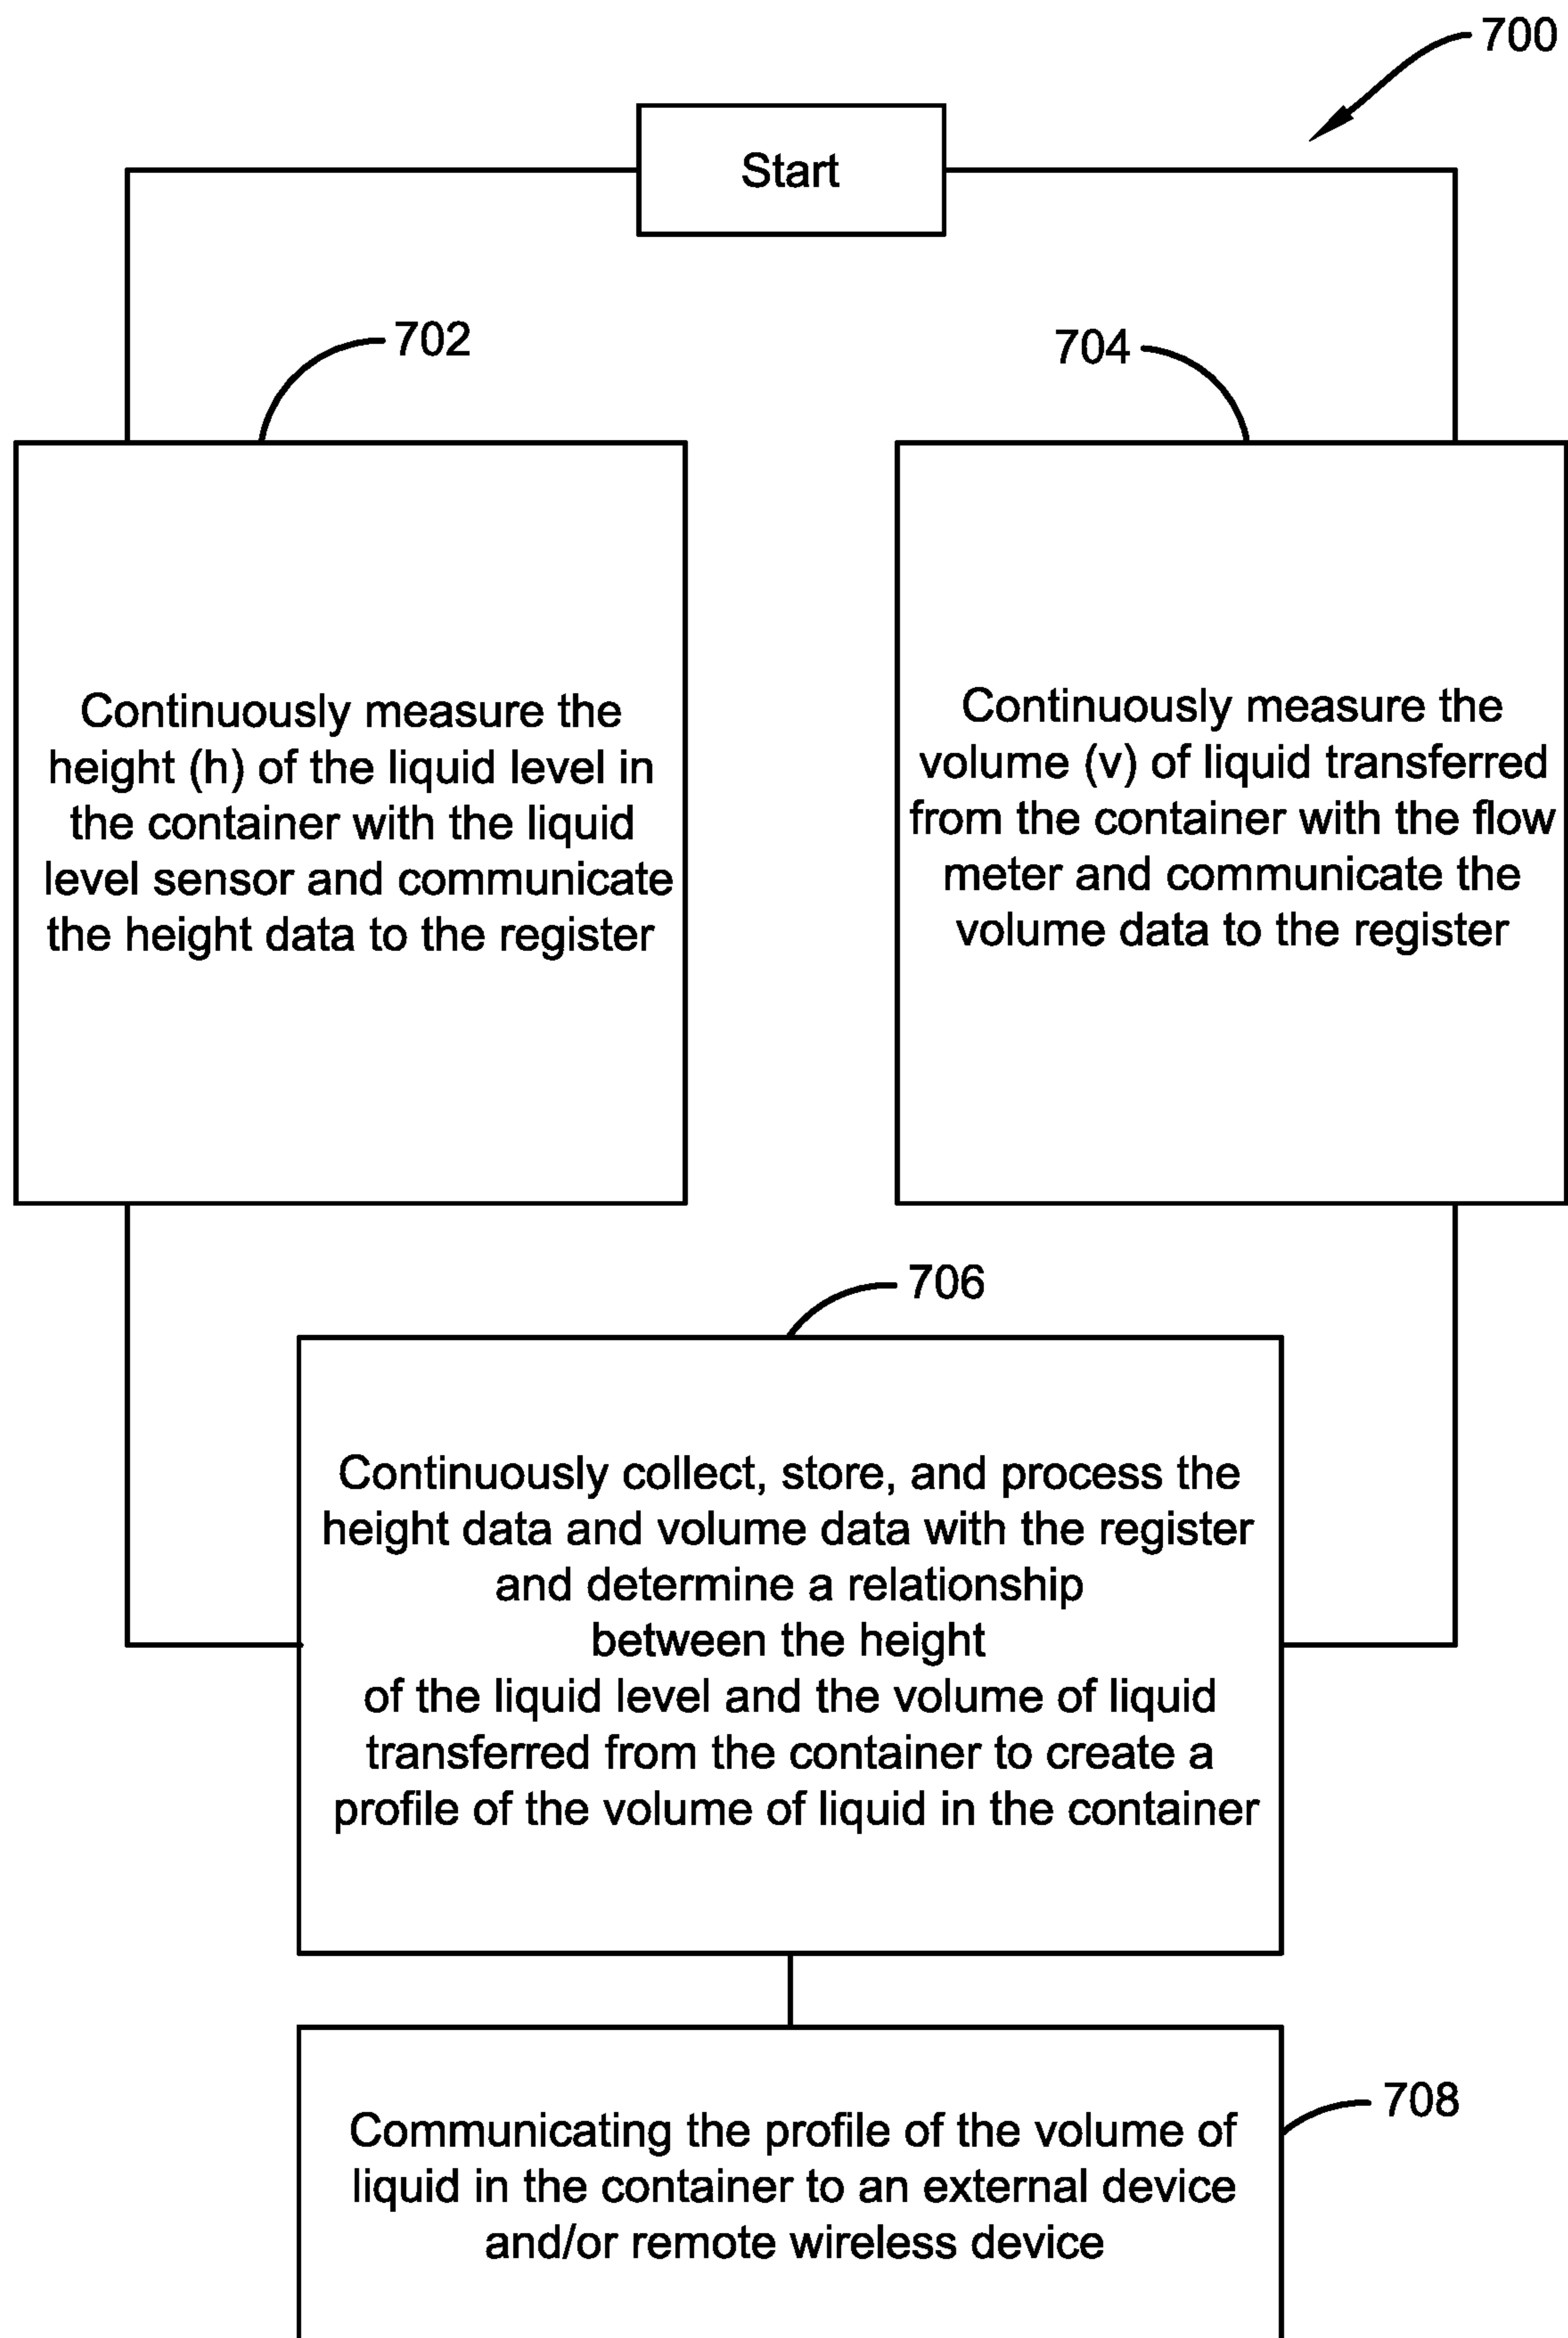 700
Start
702
704
Continuously measure the
height (h) of the liquid level in
the container with the liquid
level sensor and communicate
the height data to the register
Continuously measure the
volume (v) of liquid transferred
from the container with the flow
meter and communicate the
volume data to the register
706
Continuously collect, store, and process the
height data and volume data with the register
and determine a relationship
between the height
of the liquid level and the volume of liquid
transferred from the container to create a
profile of the volume of liquid in the container
708
Communicating the profile of the volume of
liquid in the container to an external device
and/or remote wireless device